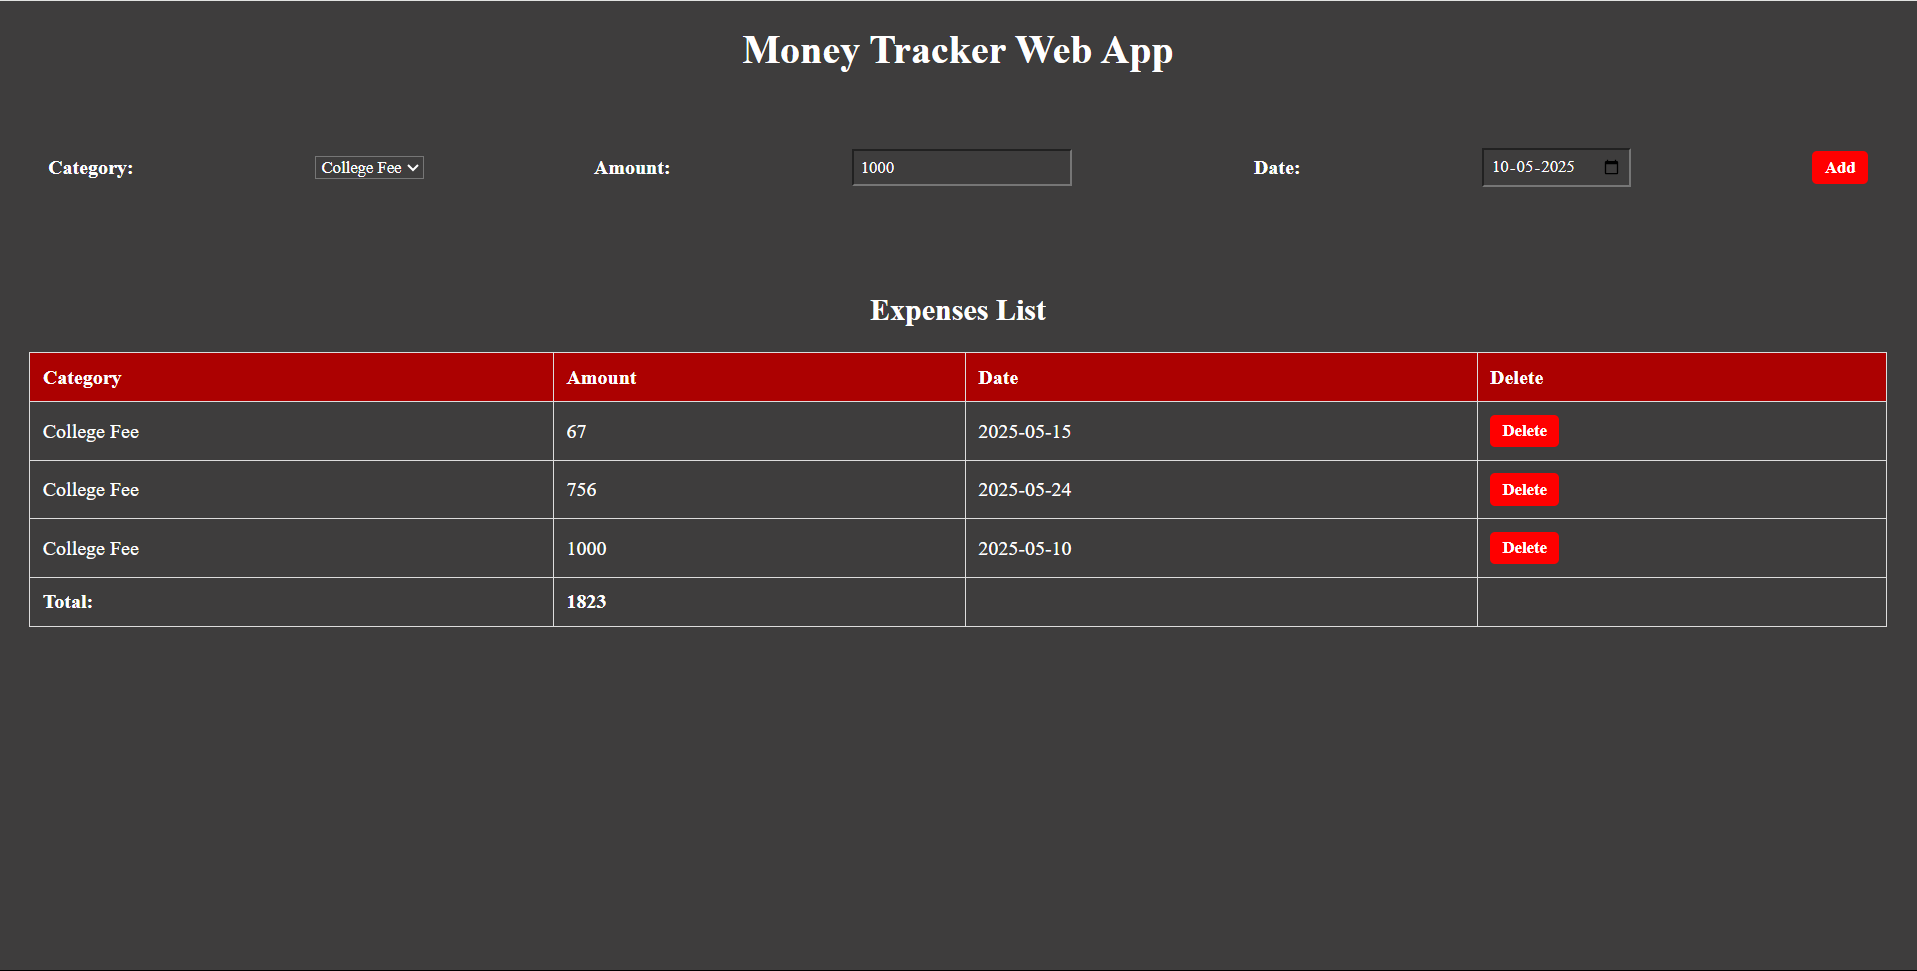 Money Tracker Web App
Category: College Fee Amount: 1000 Date: 10-05-2025 Add
Expenses List
Category Amount Date Delete
College Fee 67 2025-05-15 Delete
College Fee 756 2025-05-24 Delete
College Fee 1000 2025-05-10 Delete
Total: 1823